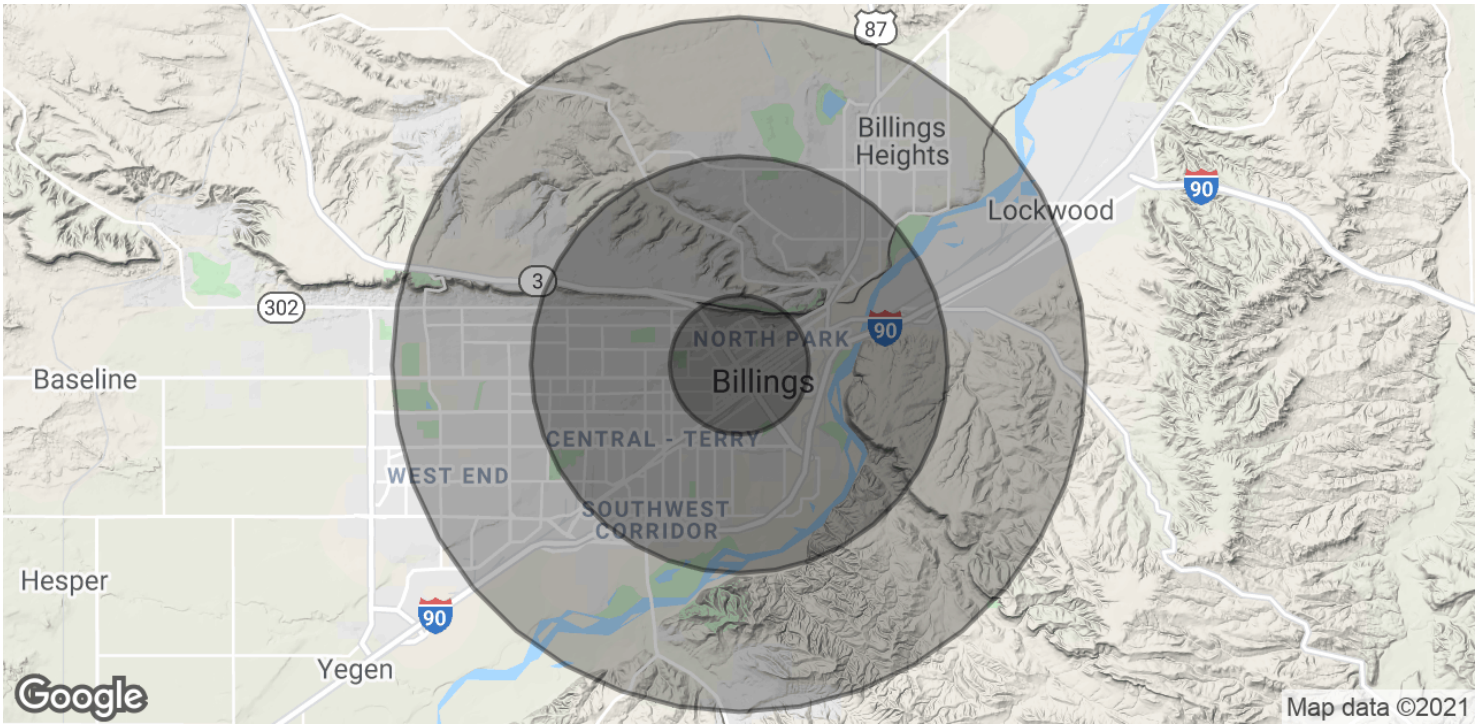 87
Billings
Heights
90
Lockwood
3
302
NORTH PARK
90
Baseline
Billings
CENTRAL - TERRY
WEST END
SOUTHWEST
CORRIDOR
Hesper
90
Yegen
Google
Map data ©2021